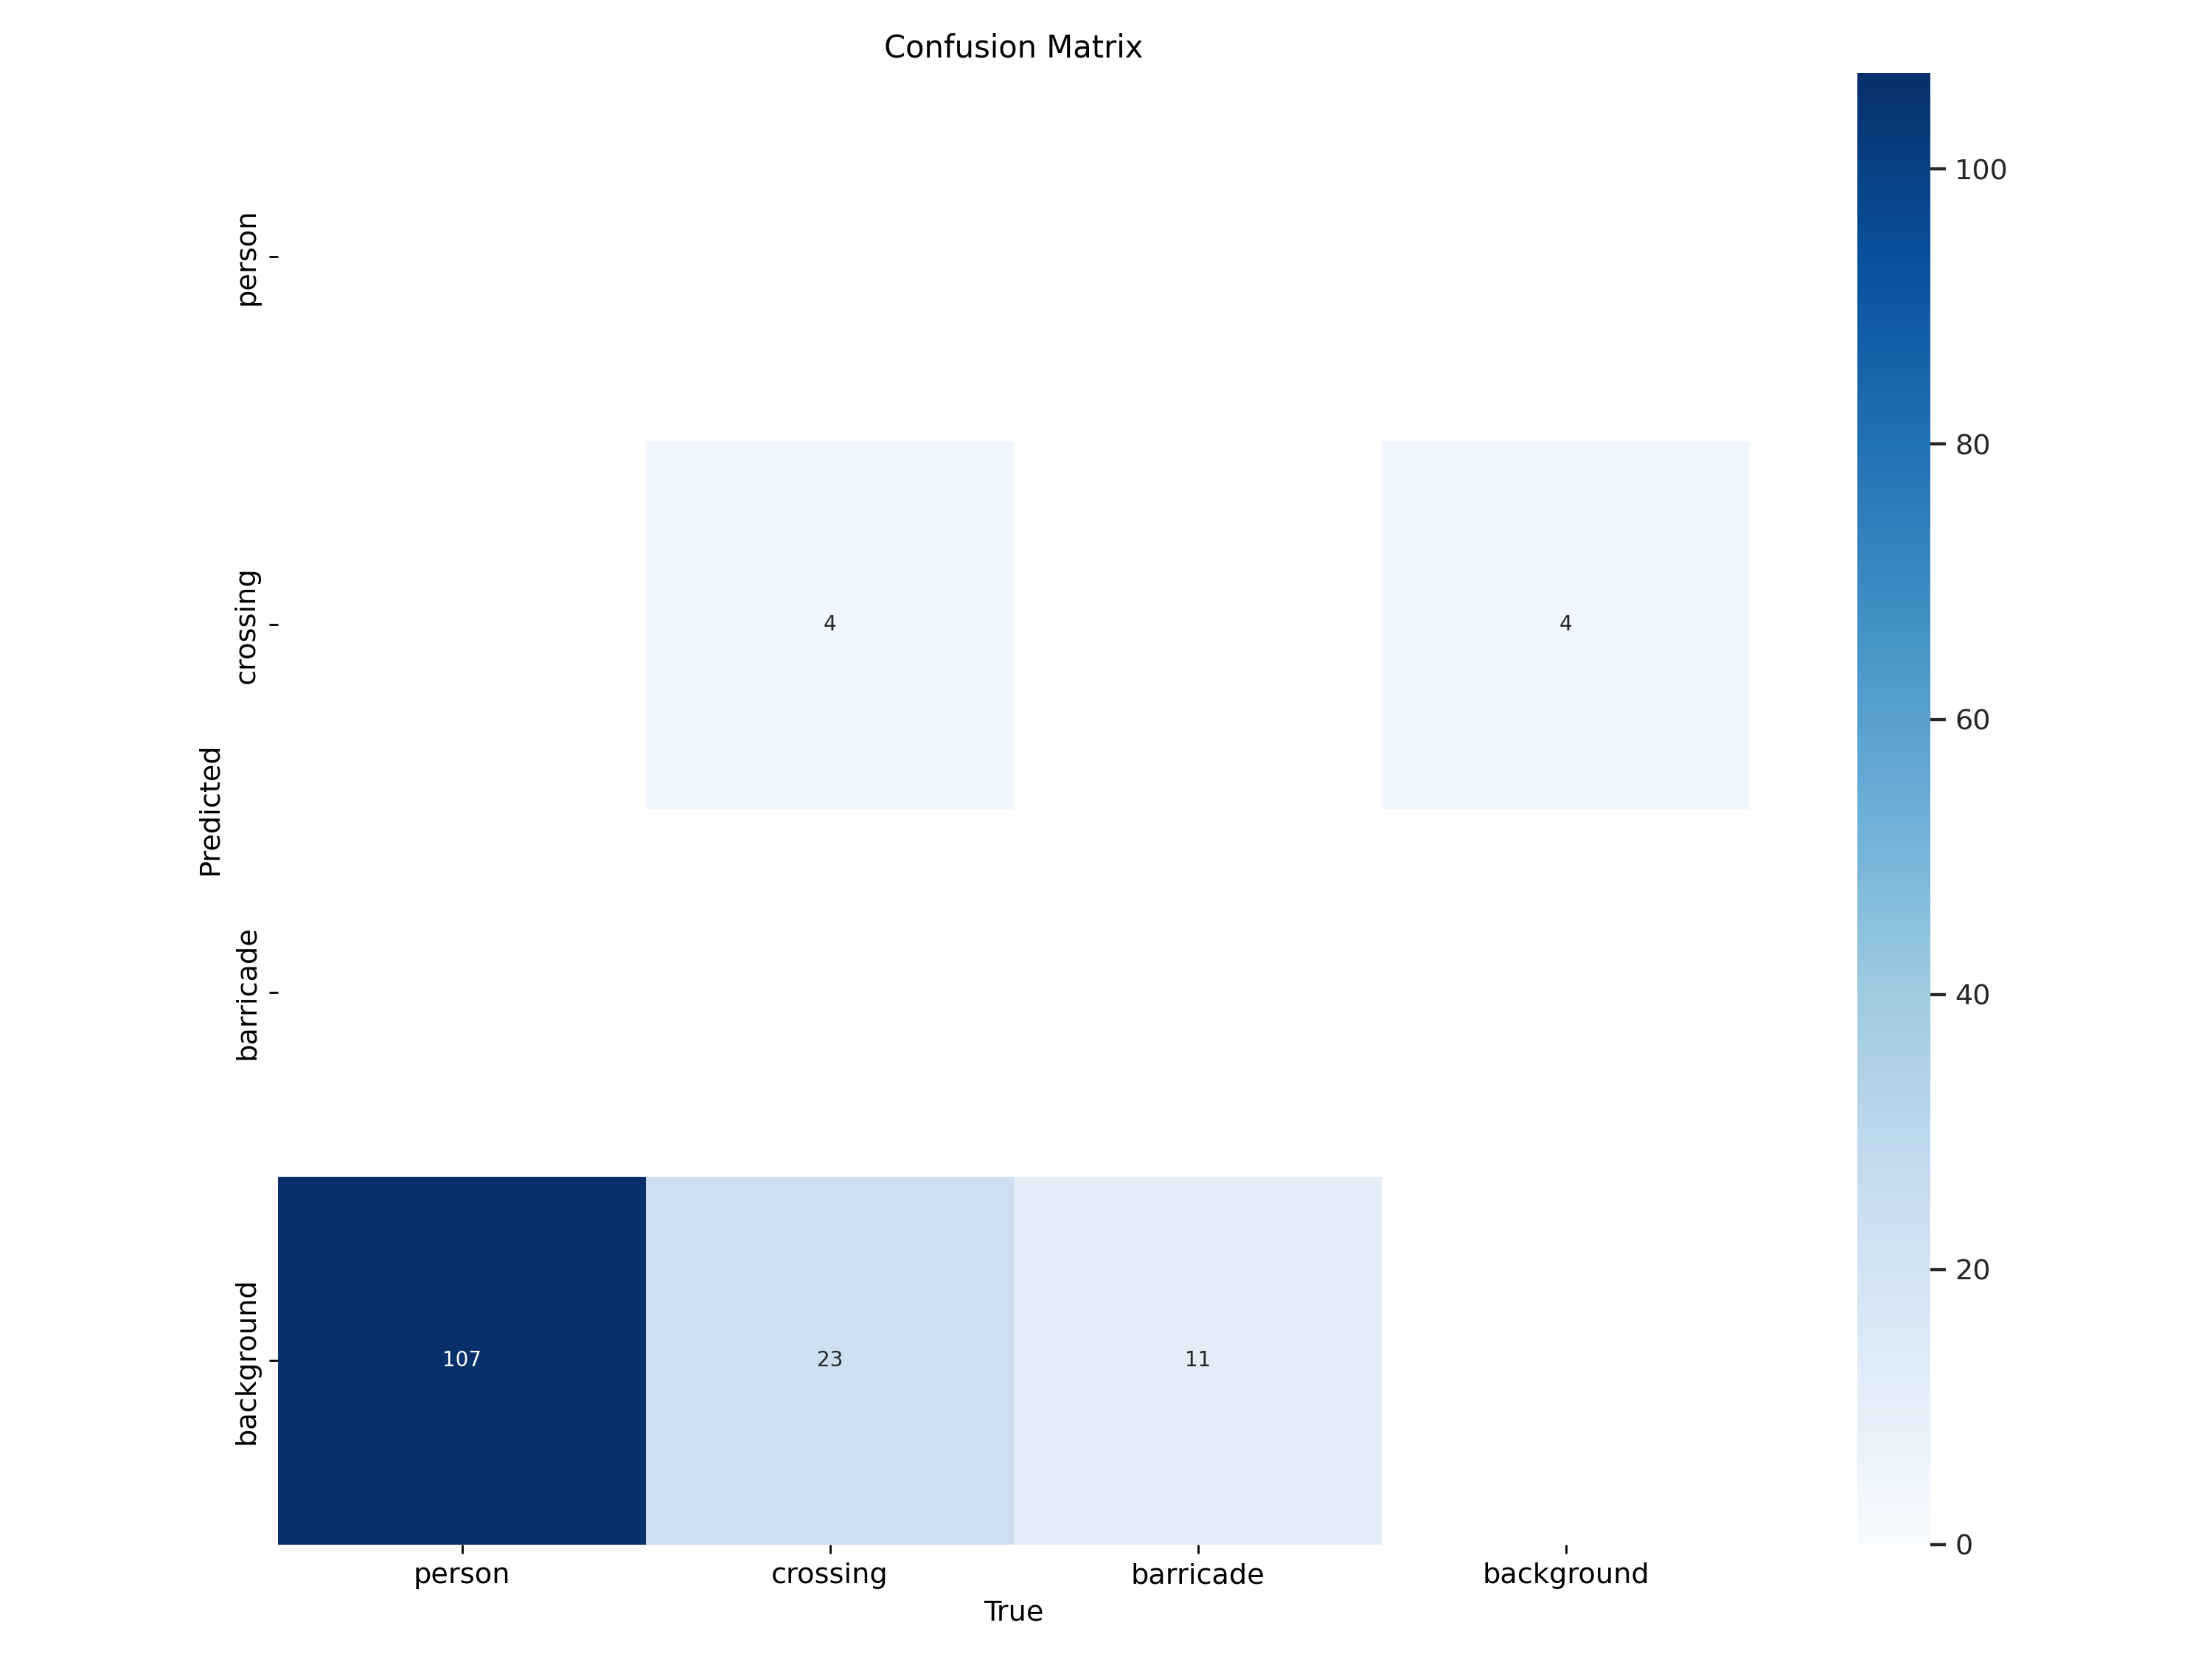 Confusion Matrix
person
crossing
barricade
background
Predicted
4
4
107
23
11
person
crossing
barricade
background
True
100
80
60
40
20
0